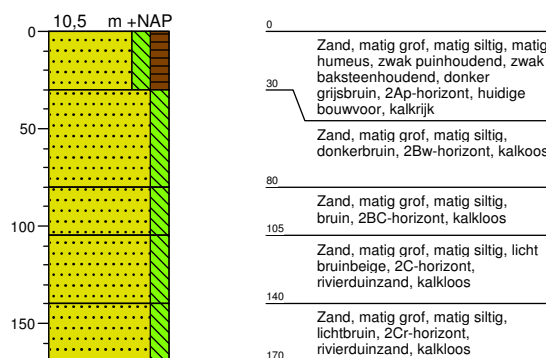 10,5 m +NAP
0
50
100
150
0
Zand, matig grof, matig siltig, matig
humeus, zwak puinhoudend, zwak
baksteenhoudend, donker
grijsbruin, 2Ap-horizont, huidige
bouwvoor, kalkrijk
30
Zand, matig grof, matig siltig,
donkerbruin, 2Bw-horizont, kalkoos
80
Zand, matig grof, matig siltig,
bruin, 2BC-horizont, kalkloos
105
Zand, matig grof, matig siltig, licht
bruinbeige, 2C-horizont,
rivierduinzand, kalkloos
140
Zand, matig grof, matig siltig,
lichtbruin, 2Cr-horizont,
rivierduinzand, kalkloos
170